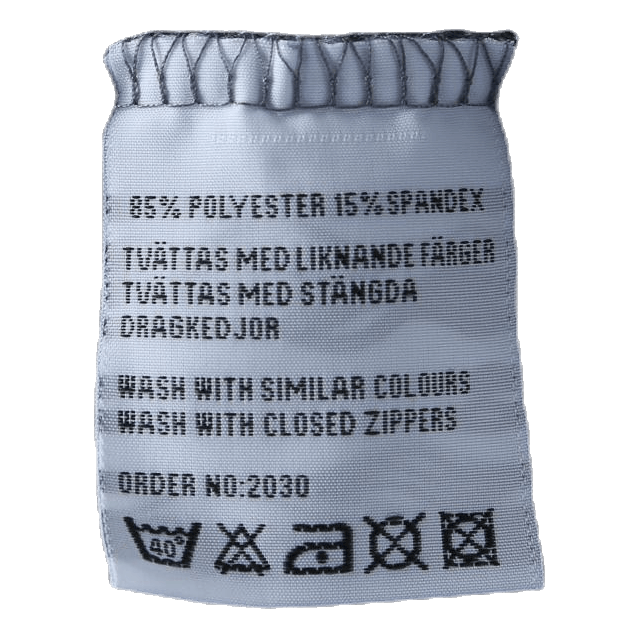 85% POLYESTER 15% SPANDEX
TVÄTTAS MED LIKNANDE FÄRGER
TVÄTTAS MED STÄNGDA
DRAGKEDJOR
WASH WITH SIMILAR COLOURS
WASH WITH CLOSED ZIPPERS
ORDER NO:2030
40°